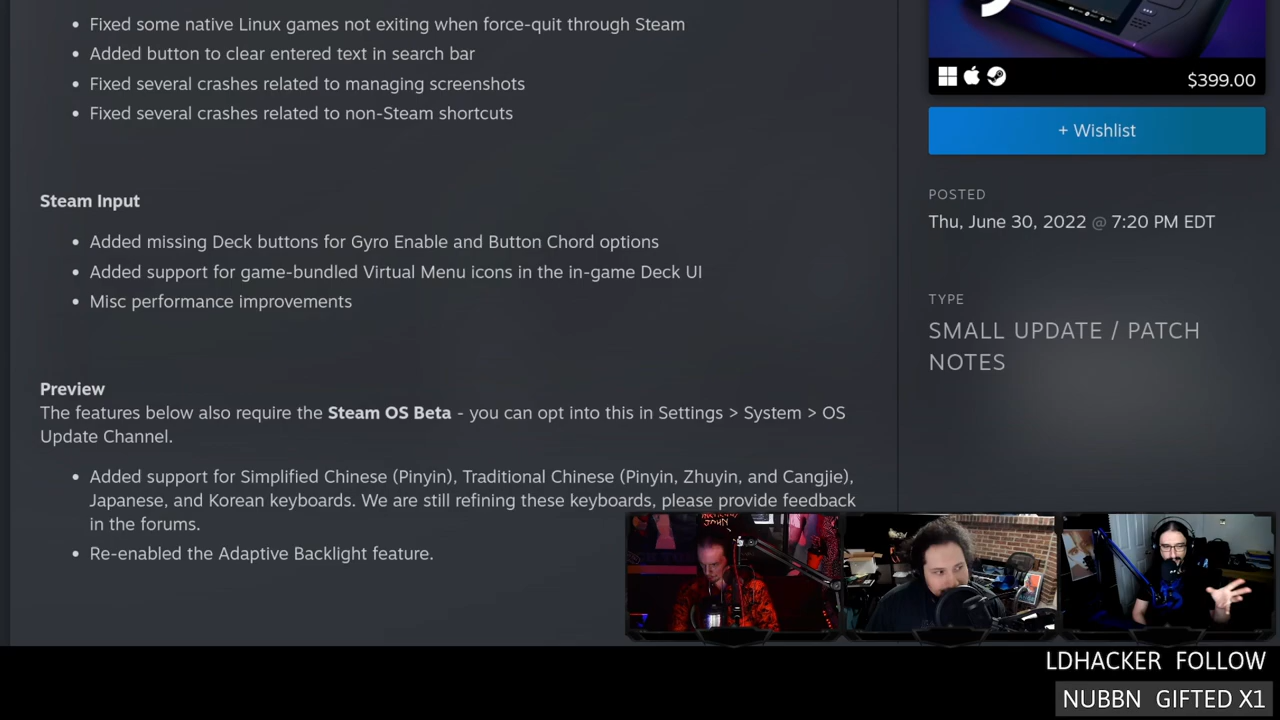 Fixed some native Linux games not exiting when force-quit through Steam
Added button to clear entered text in search bar
Fixed several crashes related to managing screenshots
Fixed several crashes related to non-Steam shortcuts
Steam Input
Added missing Deck buttons for Gyro Enable and Button Chord options
Added support for game-bundled Virtual Menu icons in the in-game Deck UI
Misc performance improvements
Preview
The features below also require the Steam OS Beta - you can opt into this in Settings > System > OS
Update Channel.
Added support for Simplified Chinese (Pinyin), Traditional Chinese (Pinyin, Zhuyin, and Cangjie),
Japanese, and Korean keyboards. We are still refining these keyboards, please provide feedback
in the forums.
Re-enabled the Adaptive Backlight feature.
$399.00
+ Wishlist
POSTED
Thu, June 30, 2022 @ 7:20 PM EDT
TYPE
SMALL UPDATE / PATCH
NOTES
JOHN
LDHACKER FOLLOW
NUBBN GIFTED X1